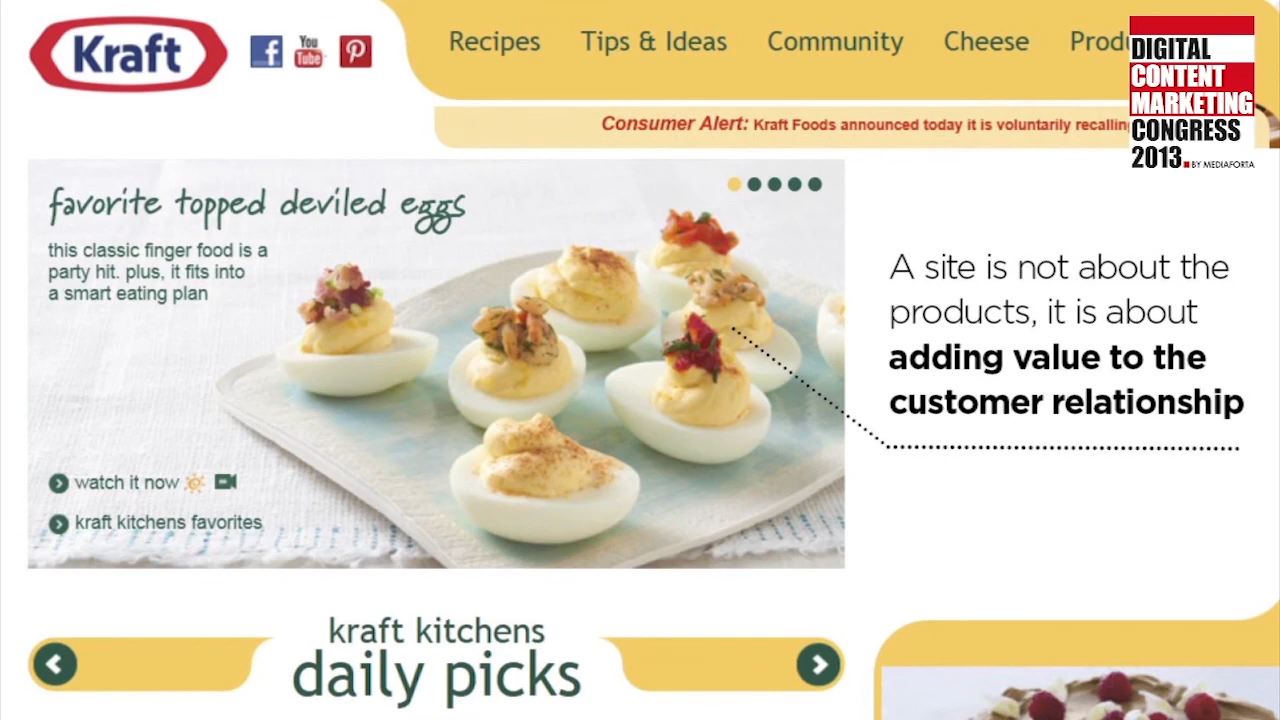 Kraft
You
Tube
Recipes
Tips & Ideas
Community
Cheese
DIGITAL
CONTENT
MARKETING
CONGRESS
2013 BY MEDIAFORTA
Consumer Alert: Kraft Foods announced today it is voluntarily recalling
favorite topped deviled eggs
this classic finger food is a
party hit. plus, it fits into
a smart eating plan
watch it now
kraft kitchens favorites
A site is not about the
products, it is about
adding value to the
customer relationship
kraft kitchens
daily picks